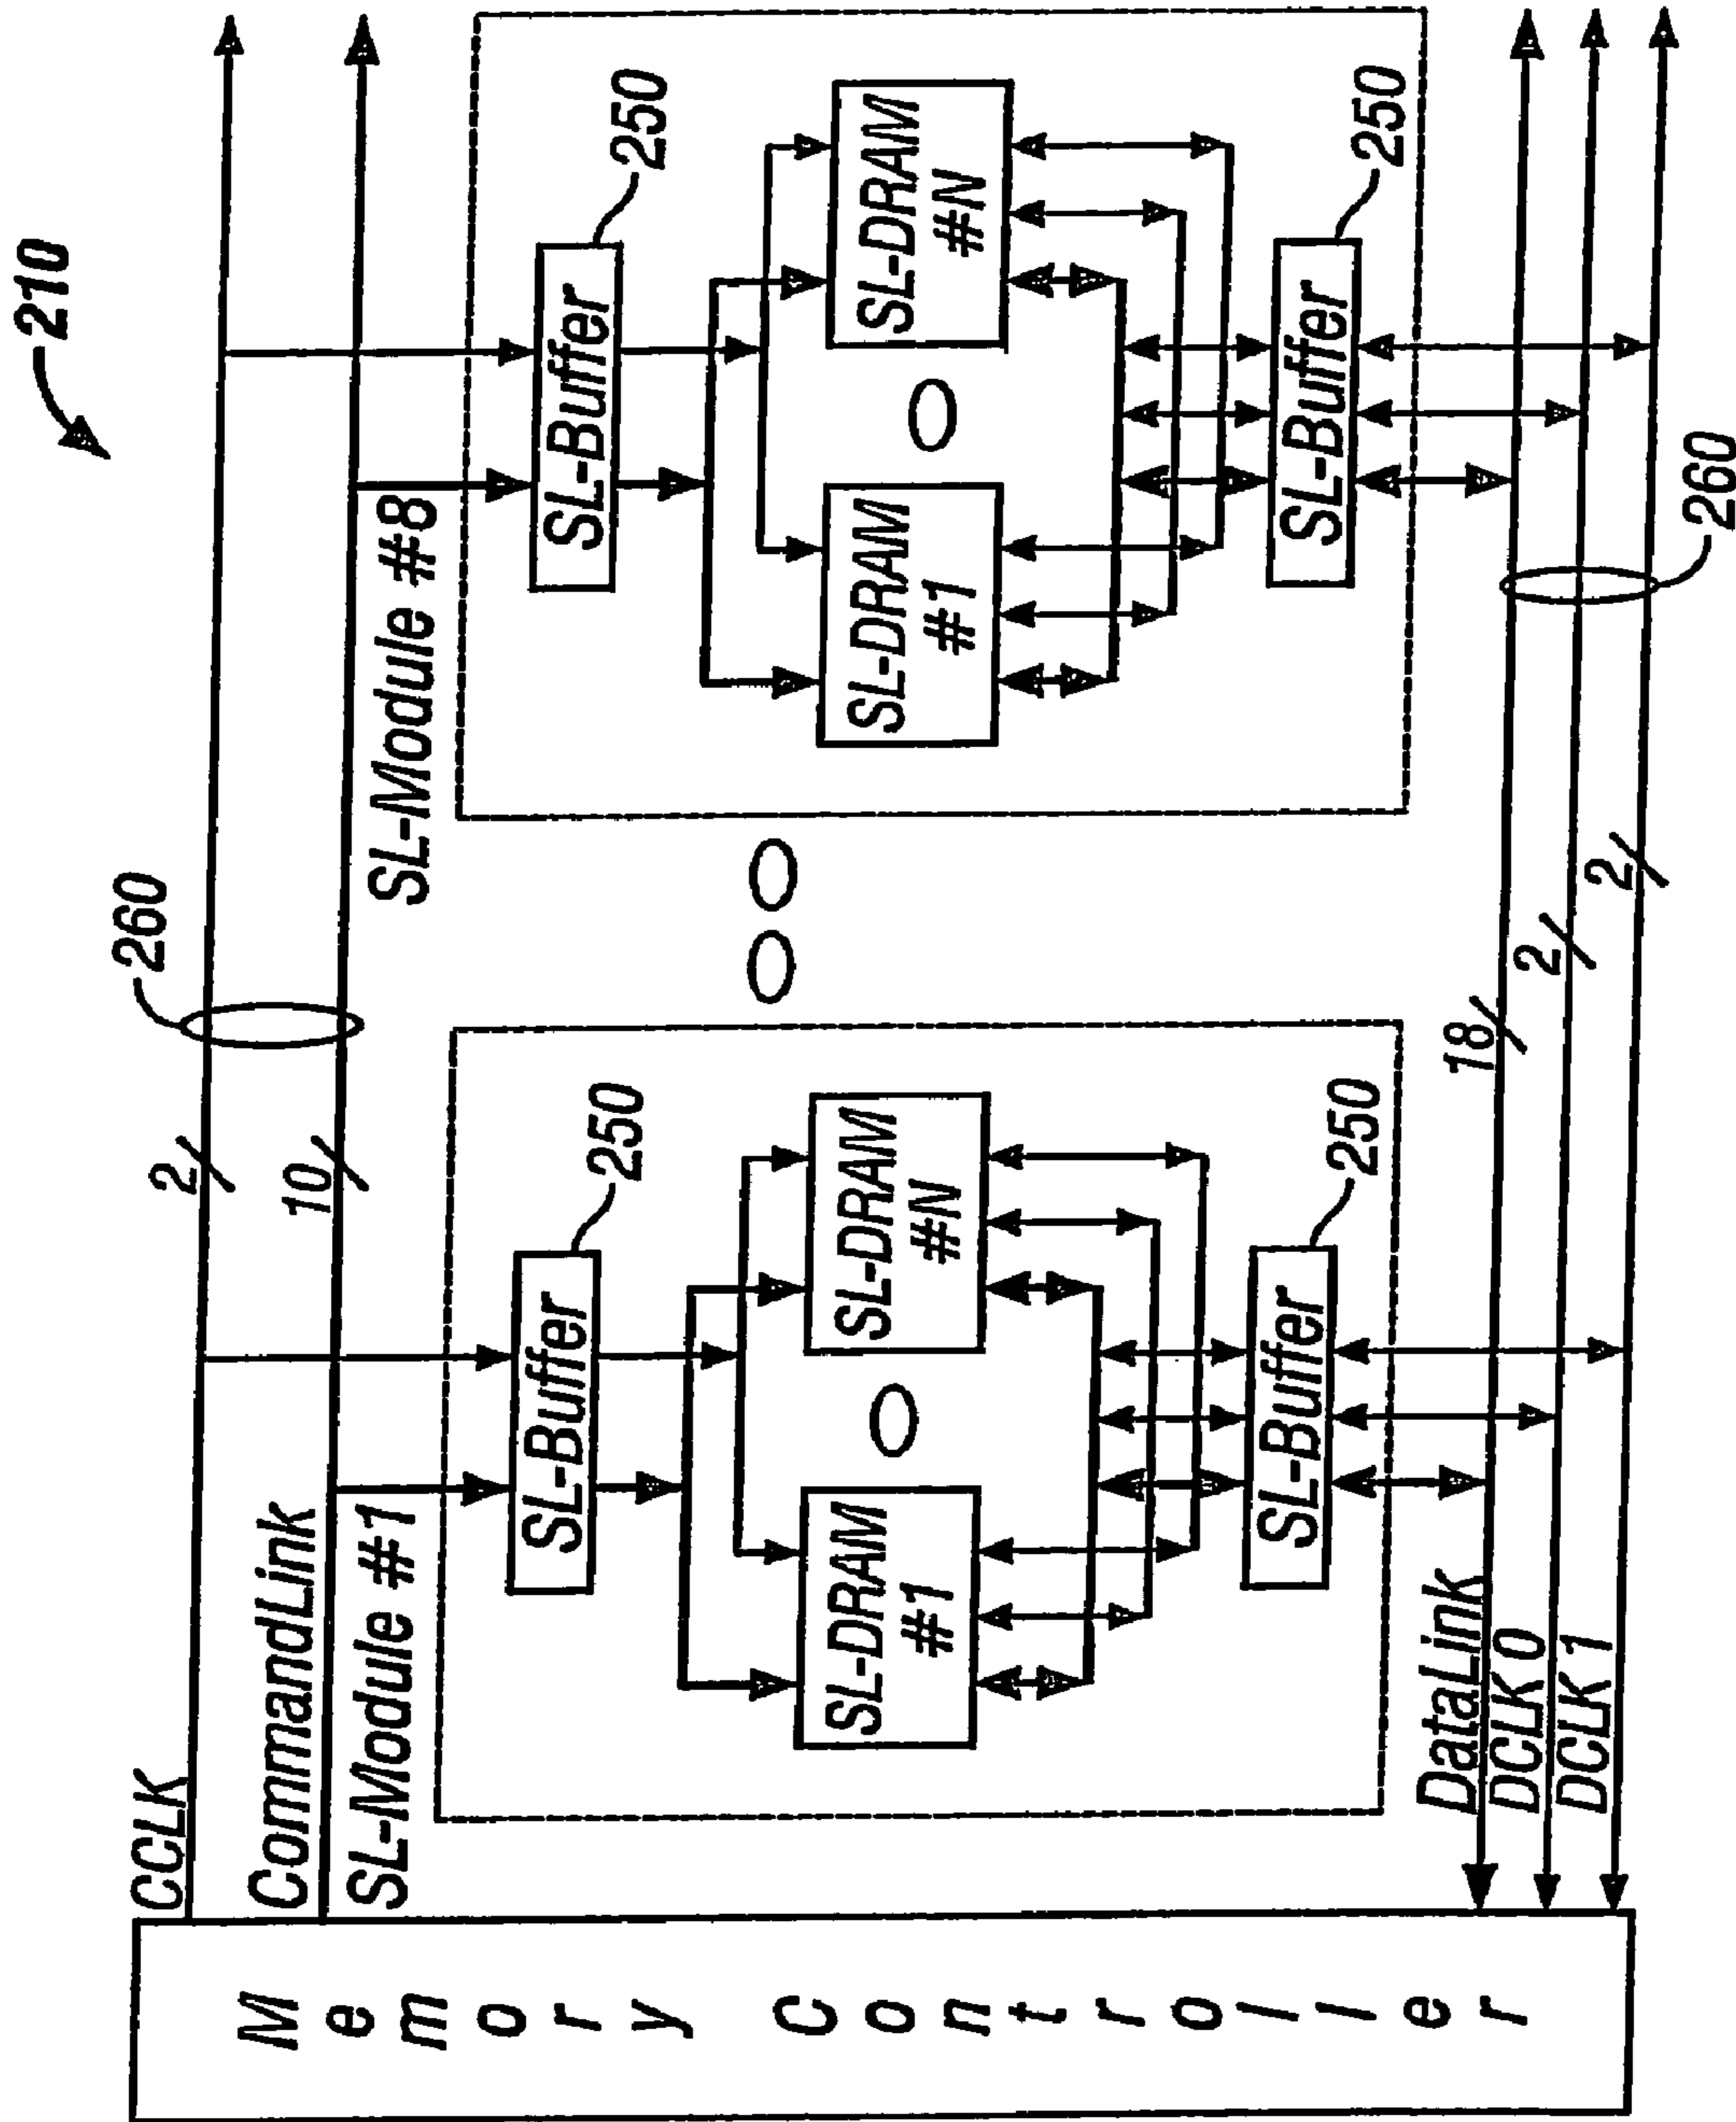 210
CCLK
2
260
CommandLink
10
SL-Module #1
SL-Module #8
SL-Buffer
250
SL-Buffer
250
SL-DRAM
#1
SL-DRAM
#N
SL-DRAM
#1
SL-DRAM
#N
SL-Buffer
250
SL-Buffer
250
DataLink
18
DCLK 0
2
DCLK 1
2
260
Memory Controller